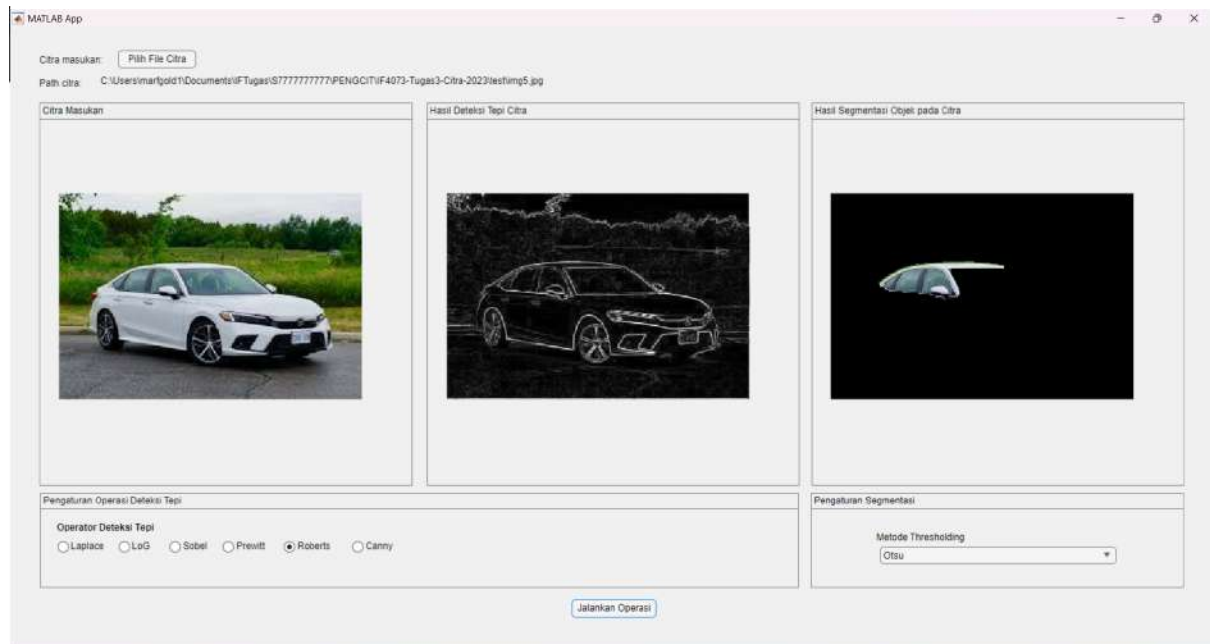 MATLAB App
Citra masukan: Pilih File Citra
Path citra: C:\Users\marfgold1\Documents\IFTugas\S7777777777\PENGCIT\IF4073-Tugas3-Citra-2023\test\img5.jpg
Citra Masukan
Hasil Deteksi Tepi Citra
Hasil Segmentasi Objek pada Citra
Pengaturan Operasi Deteksi Tepi
Operator Deteksi Tepi
Laplace LoG Sobel Prewitt Roberts Canny
Pengaturan Segmentasi
Metode Thresholding
Otsu
Jalankan Operasi